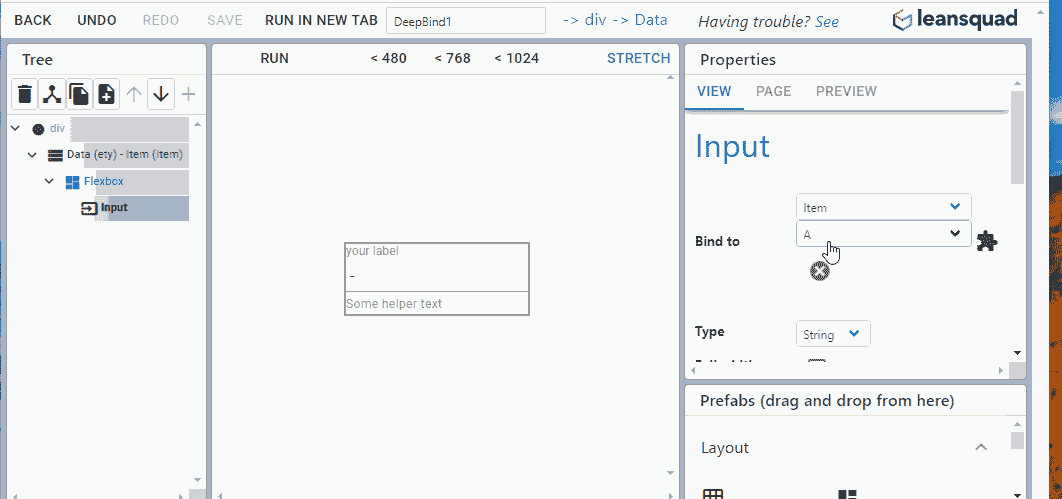 BACK UNDO REDO SAVE RUN IN NEW TAB DeepBind1 -> div -> Data Having trouble? See leansquad
Tree
div
Data (ety) - Item (Item)
Flexbox
Input
RUN < 480 < 768 < 1024 STRETCH
your label
-
Some helper text
Properties
VIEW PAGE PREVIEW
Input
Item
Bind to
A
Type
String
Prefabs (drag and drop from here)
Layout